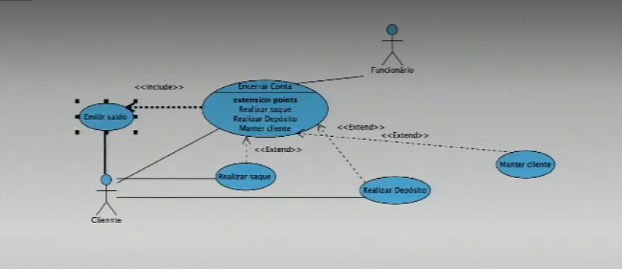 Funcionário
<<Include>>
Encerrar Conta
extension points
Realizar saque
Realizar Depósito
Manter cliente
Emitir saldo
<<Extend>>
<<Extend>>
<<Extend>>
Manter cliente
Realizar saque
Realizar Depósito
Cliente